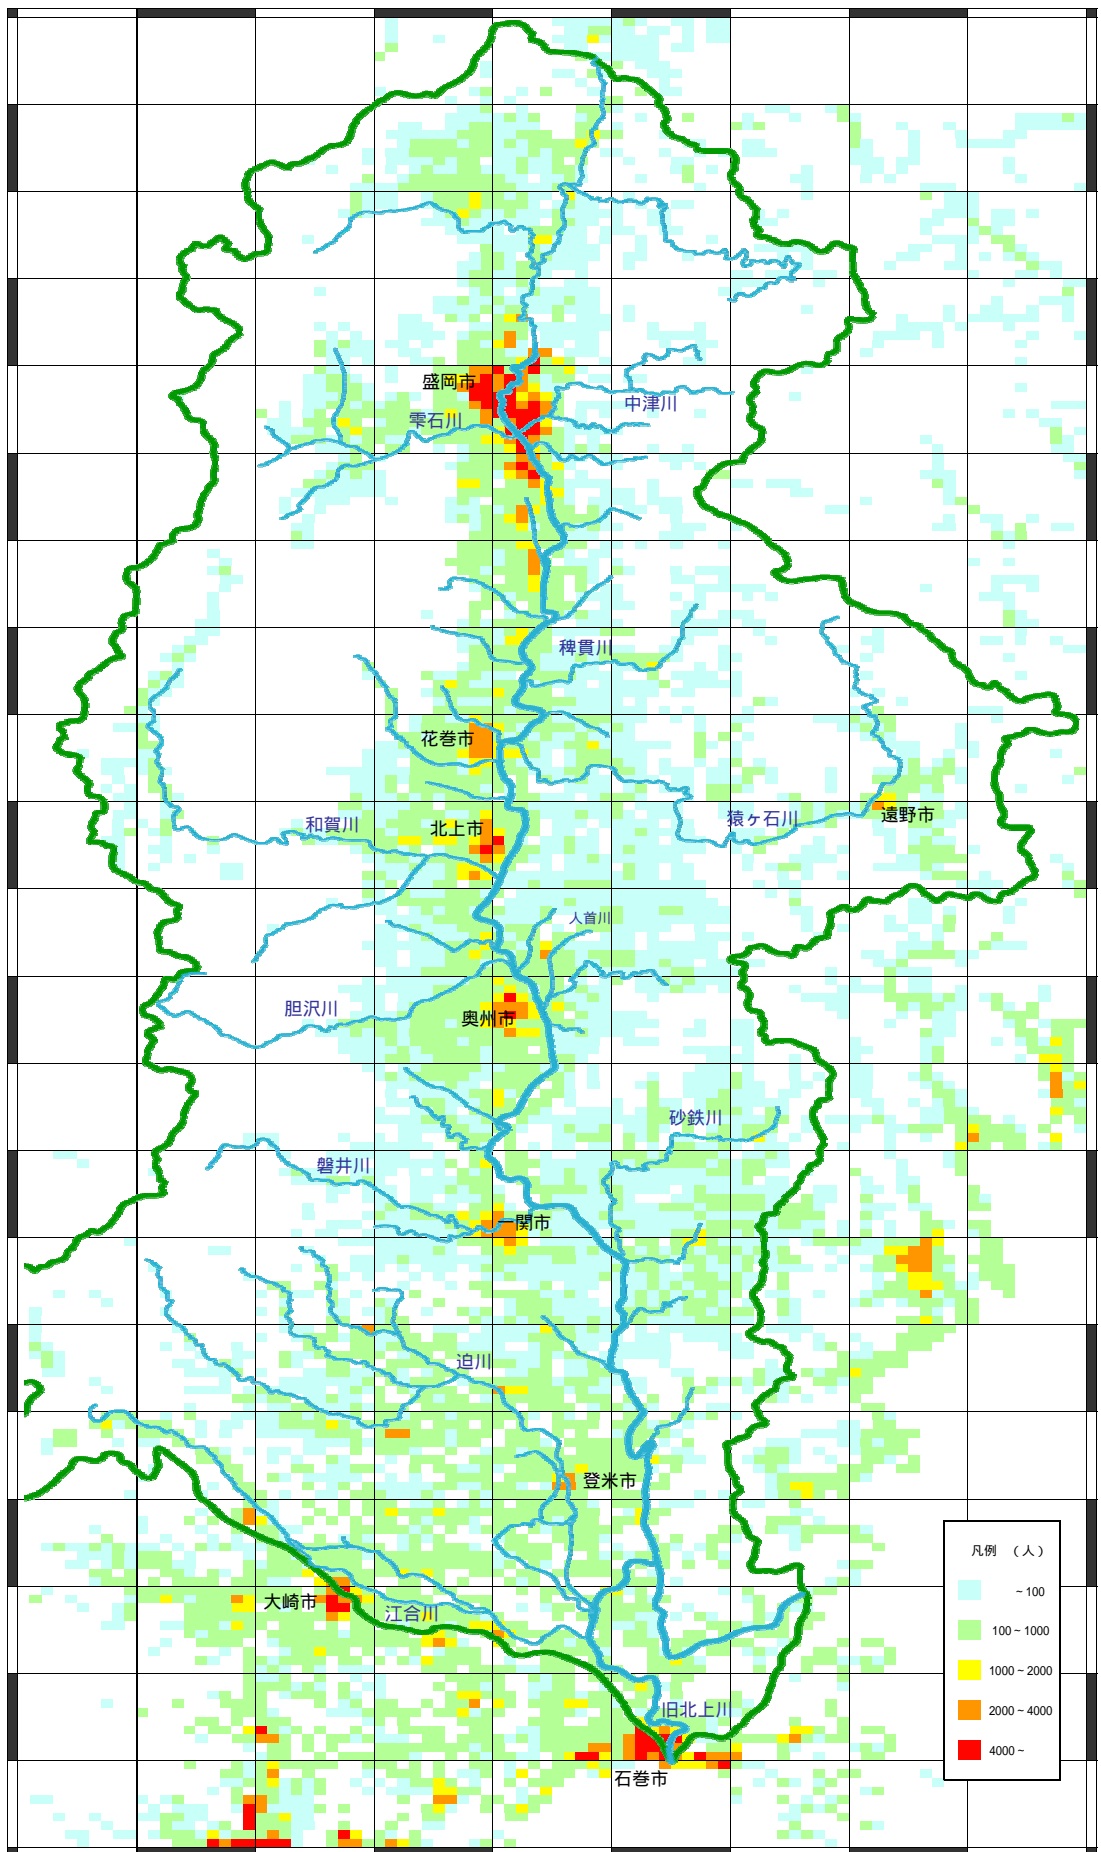 盛岡市
中津川
雫石川
稗貫川
花巻市
猿ヶ石川
遠野市
和賀川
北上市
人首川
胆沢川
奥州市
砂鉄川
磐井川
一関市
迫川
登米市
大崎市
江合川
旧北上川
石巻市
凡例 （人）
～100
100～1000
1000～2000
2000～4000
4000～